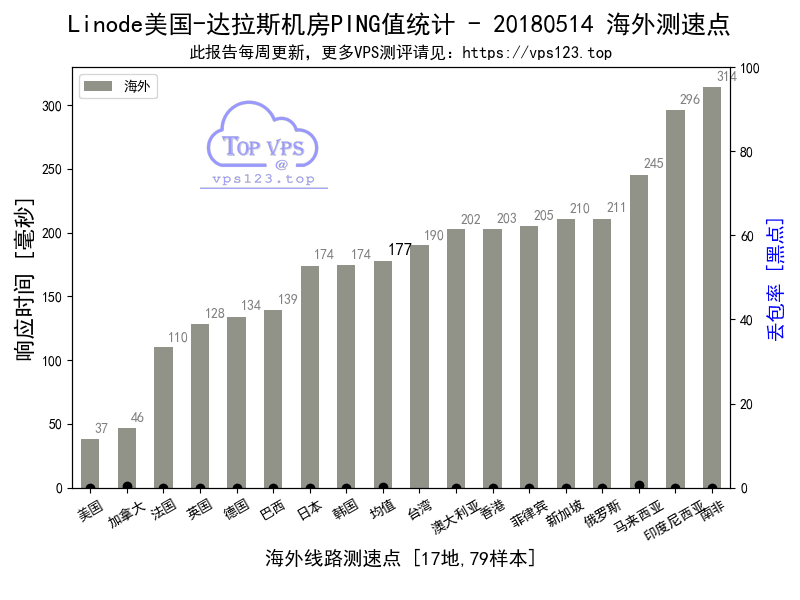 Linode美国-达拉斯机房PING值统计 - 20180514 海外测速点
此报告每周更新，更多VPS测评请见：https://vps123.top
海外
TOP VPS
@
vps123.top
响应时间 [毫秒]
300
250
200
150
100
50
0
37
46
110
128
134
139
174
174
177
190
202
203
205
210
211
245
296
314
100
80
60
40
20
0
丢包率 [黑点]
美国
加拿大
法国
英国
德国
巴西
日本
韩国
均值
台湾
澳大利亚
香港
菲律宾
新加坡
俄罗斯
马来西亚
印度尼西亚
南非
海外线路测速点 [17地,79样本]